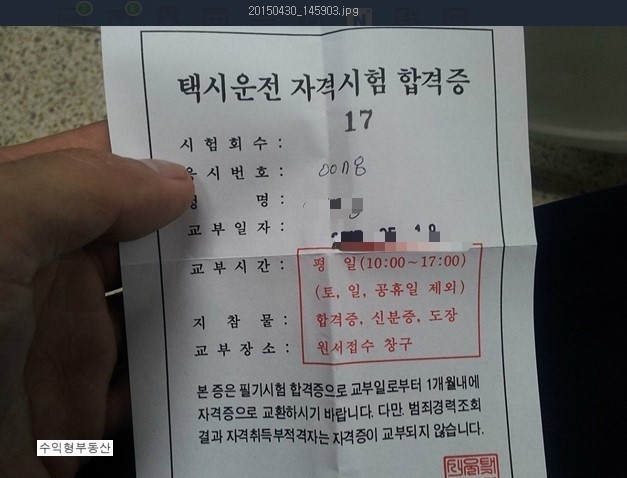 20150430_145903.jpg
택시운전 자격시험 합격증
시험회수 : 17
응시번호 :
성 명 :
교부일자 :
교부시간 : 평 일(10:00~17:00)
(토, 일, 공휴일 제외)
지 참 물 : 합격증, 신분증, 도장
교부장소 : 원서접수 창구
본 증은 필기시험 합격증으로 교부일로부터 1개월내에
자격증으로 교환하시기 바랍니다. 다만, 범죄경력조회
결과 자격취득부적격자는 자격증이 교부되지 않습니다.
수익형부동산